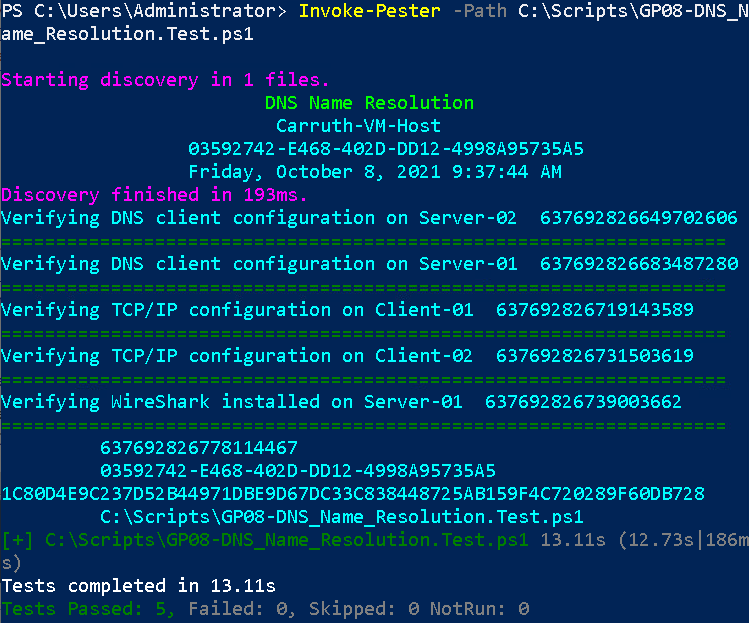 PS C:\Users\Administrator> Invoke-Pester -Path C:\Scripts\GP08-DNS_N
ame_Resolution.Test.ps1
Starting discovery in 1 files.
DNS Name Resolution
Carruth-VM-Host
03592742-E468-402D-DD12-4998A95735A5
Friday, October 8, 2021 9:37:44 AM
Discovery finished in 193ms.
Verifying DNS client configuration on Server-02  637692826649702606
==================================================================
Verifying DNS client configuration on Server-01  637692826683487280
==================================================================
Verifying TCP/IP configuration on Client-01  637692826719143589
==================================================================
Verifying TCP/IP configuration on Client-02  637692826731503619
==================================================================
Verifying WireShark installed on Server-01  637692826739003662
==================================================================
637692826778114467
03592742-E468-402D-DD12-4998A95735A5
1C80D4E9C237D52B44971DBE9D67DC33C838448725AB159F4C720289F60DB728
C:\Scripts\GP08-DNS_Name_Resolution.Test.ps1
[+] C:\Scripts\GP08-DNS_Name_Resolution.Test.ps1 13.11s (12.73s|186m
s)
Tests completed in 13.11s
Tests Passed: 5, Failed: 0, Skipped: 0 NotRun: 0